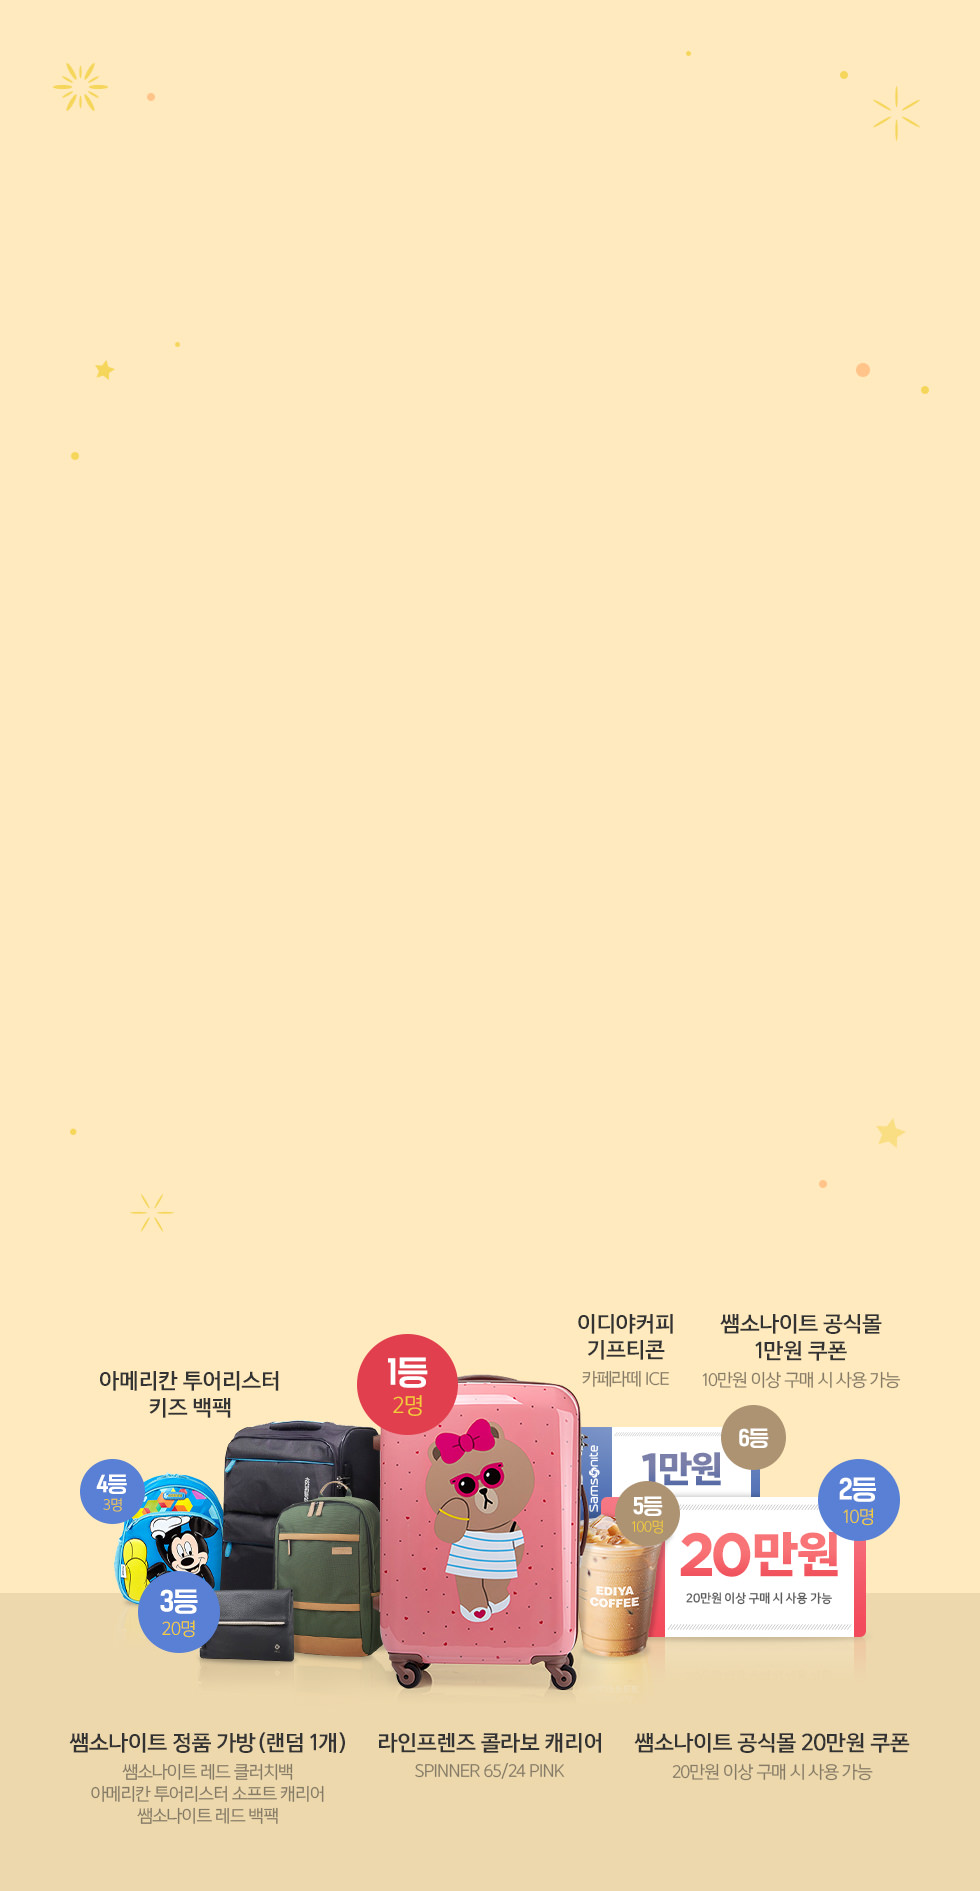 이디야커피
기프티콘
카페라떼 ICE
쌤소나이트 공식몰
1만원 쿠폰
10만원 이상 구매 시 사용 가능
아메리칸 투어리스터
키즈 백팩
1등
2명
6등
4등
3명
Samsonite
1만원
5등
100명
2등
10명
20만원
20만원 이상 구매 시 사용 가능
EDIYA
COFFEE
3등
20명
쌤소나이트 정품 가방 (랜덤 1개)
쌤소나이트 레드 클러치백
아메리칸 투어리스터 소프트 캐리어
쌤소나이트 레드 백팩
라인프렌즈 콜라보 캐리어
SPINNER 65/24 PINK
쌤소나이트 공식몰 20만원 쿠폰
20만원 이상 구매 시 사용 가능